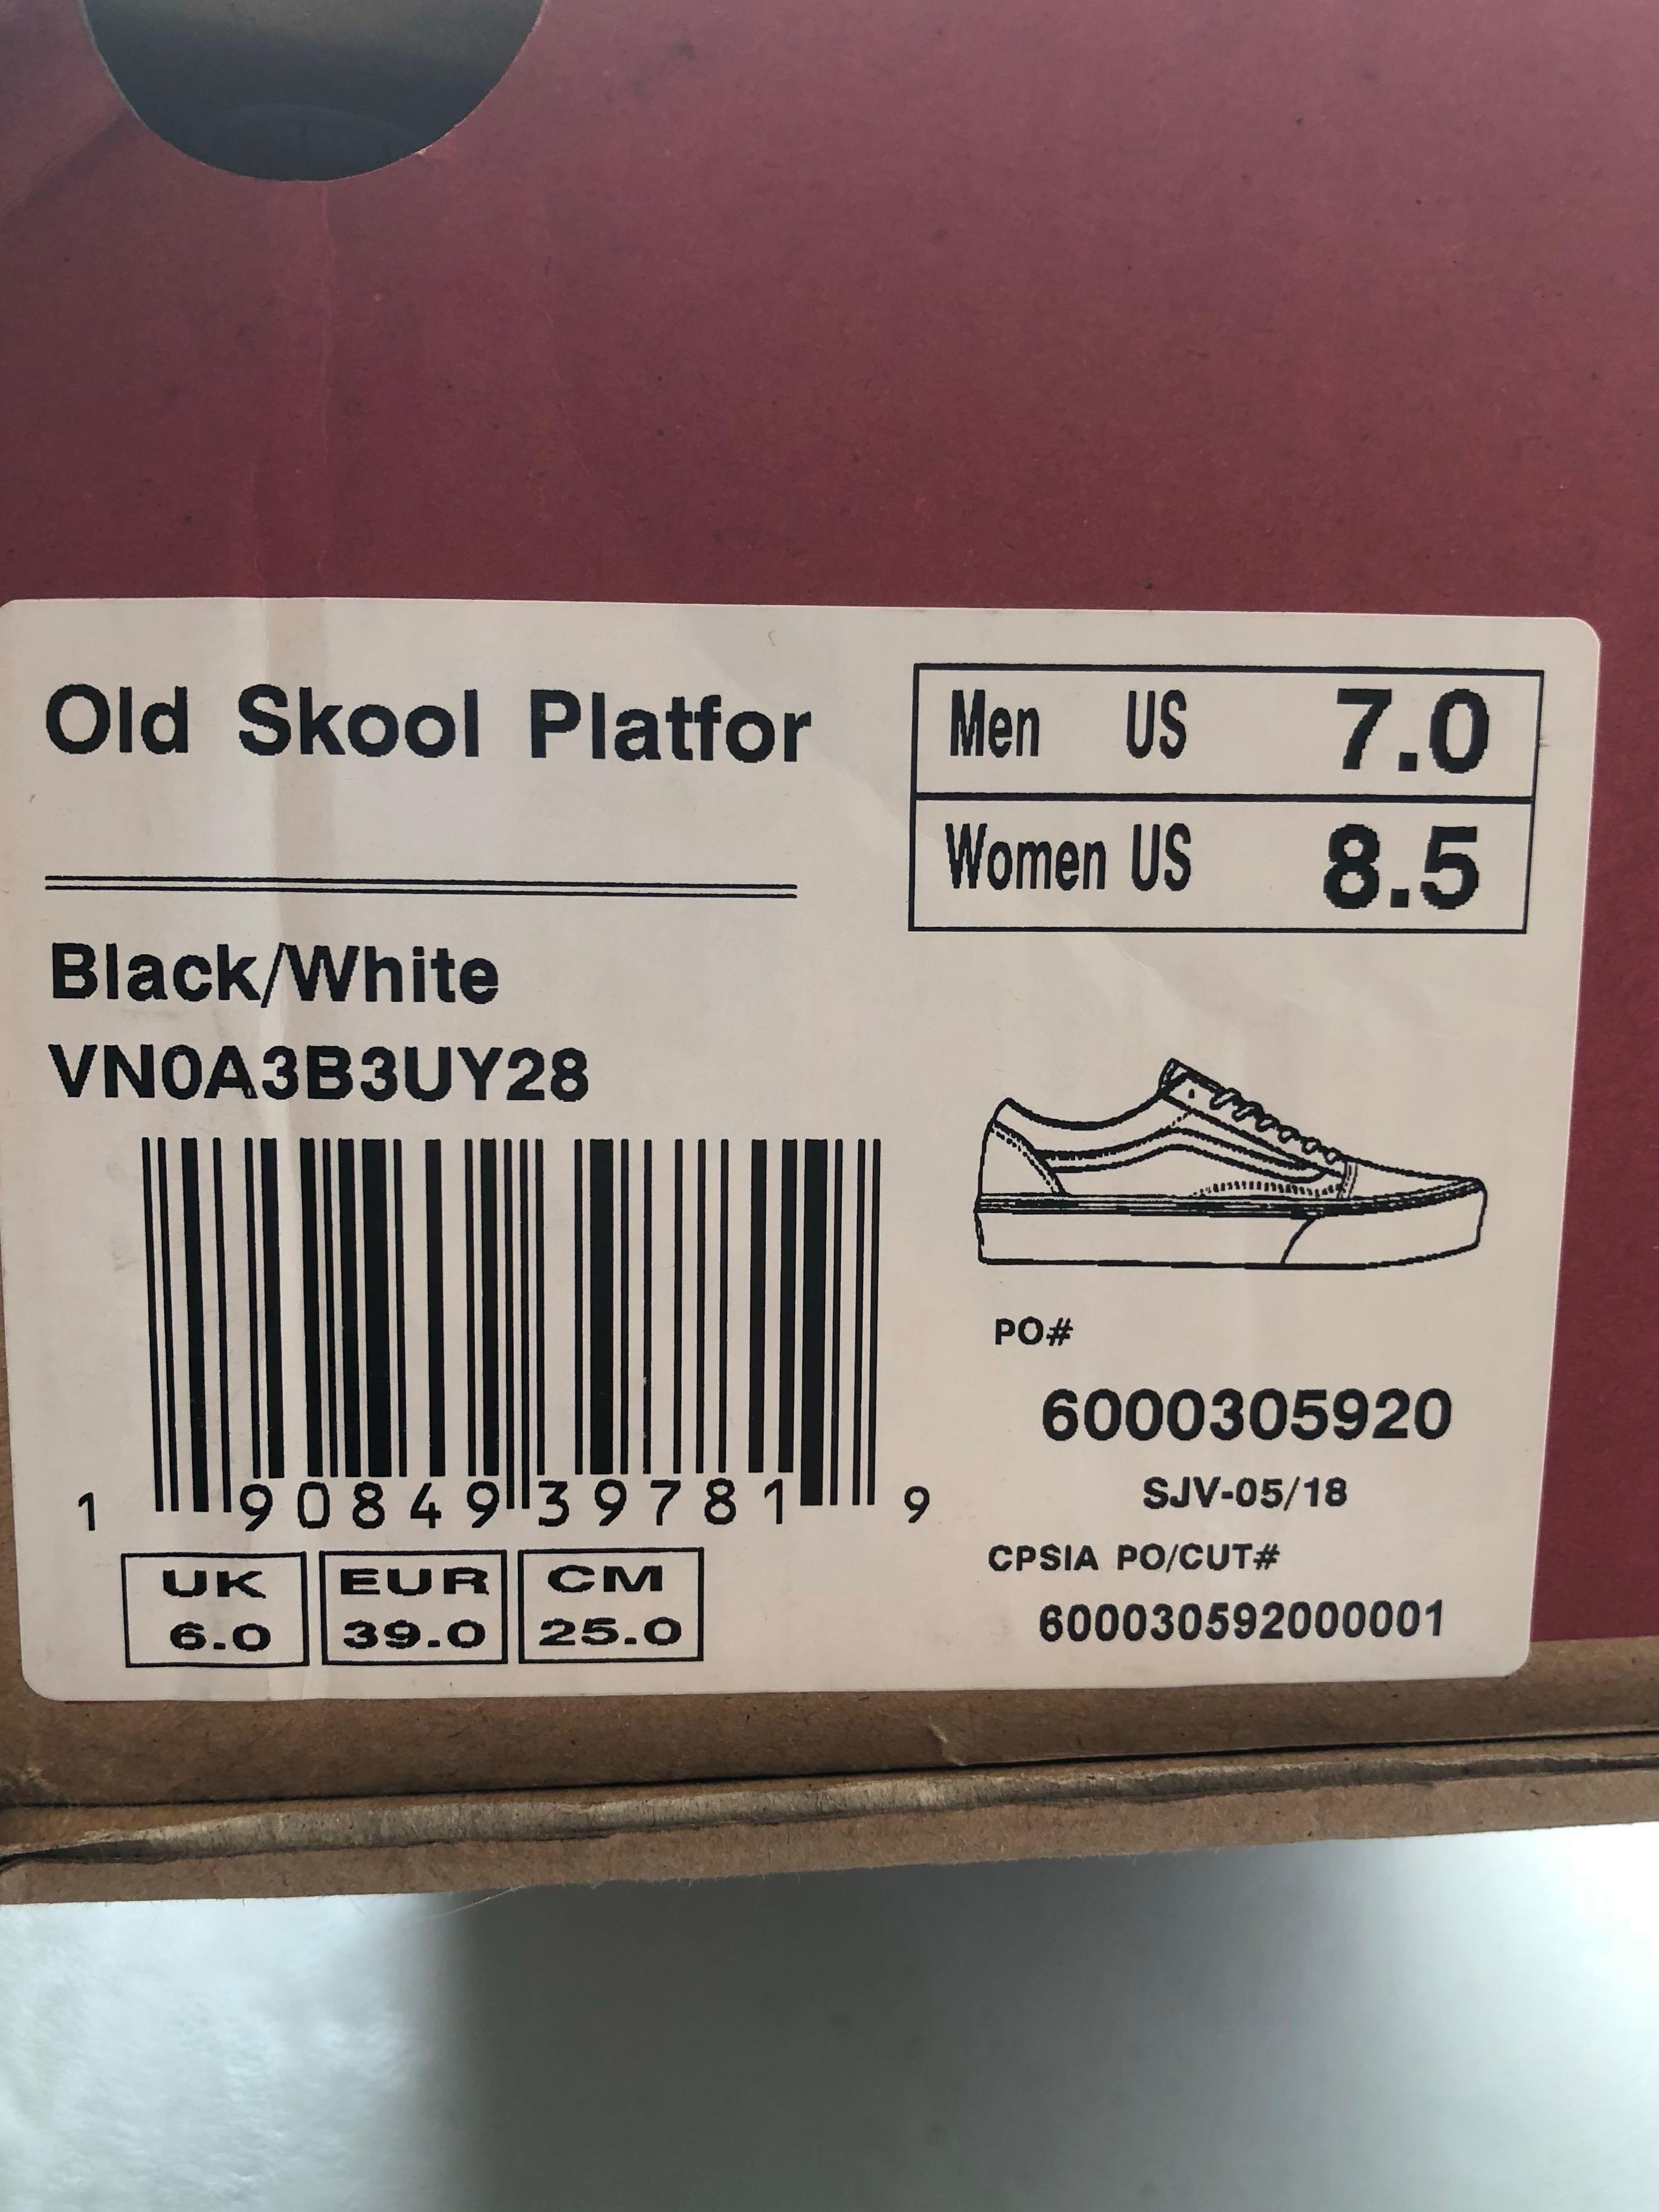 Old Skool Platfor
Men US 7.0
Women US 8.5
Black/White
VN0A3B3UY28
1 90849 39781 9
UK
6.0
EUR
39.0
CM
25.0
PO#
6000305920
SJV-05/18
CPSIA PO/CUT#
600030592000001